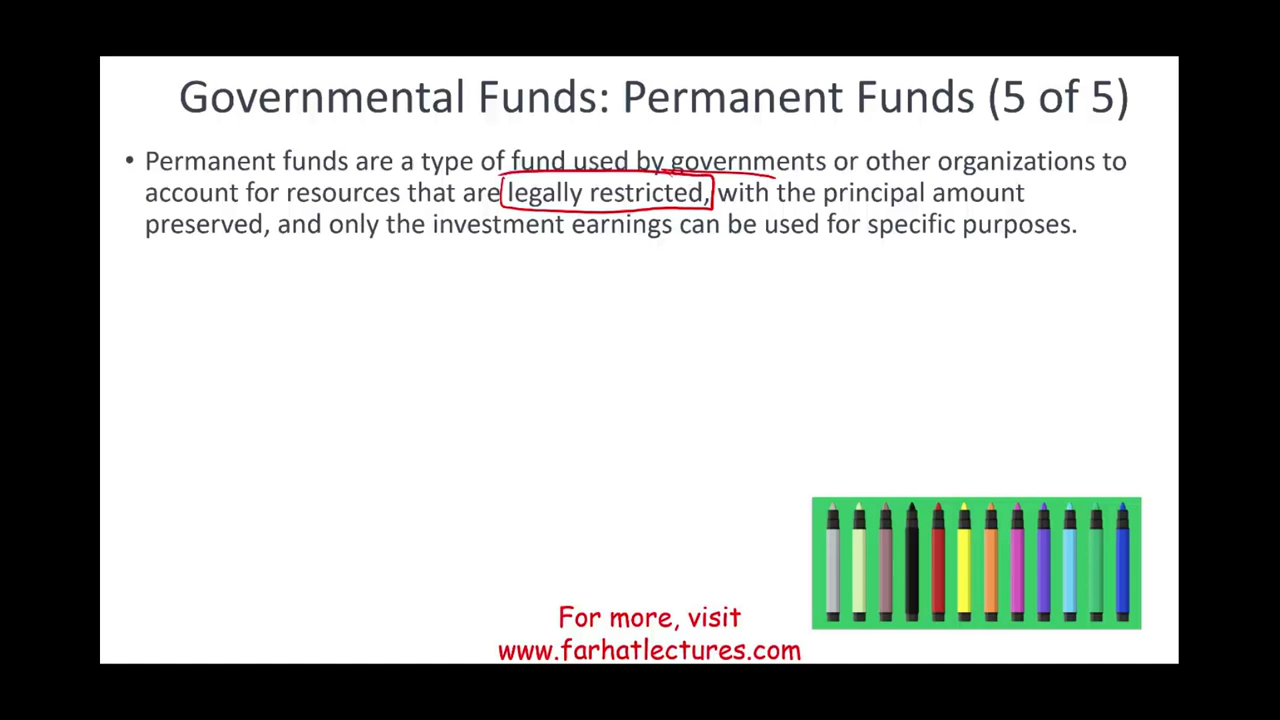 Governmental Funds: Permanent Funds (5 of 5)
• Permanent funds are a type of fund used by governments or other organizations to
account for resources that are legally restricted, with the principal amount
preserved, and only the investment earnings can be used for specific purposes.
For more, visit
www.farhatlectures.com